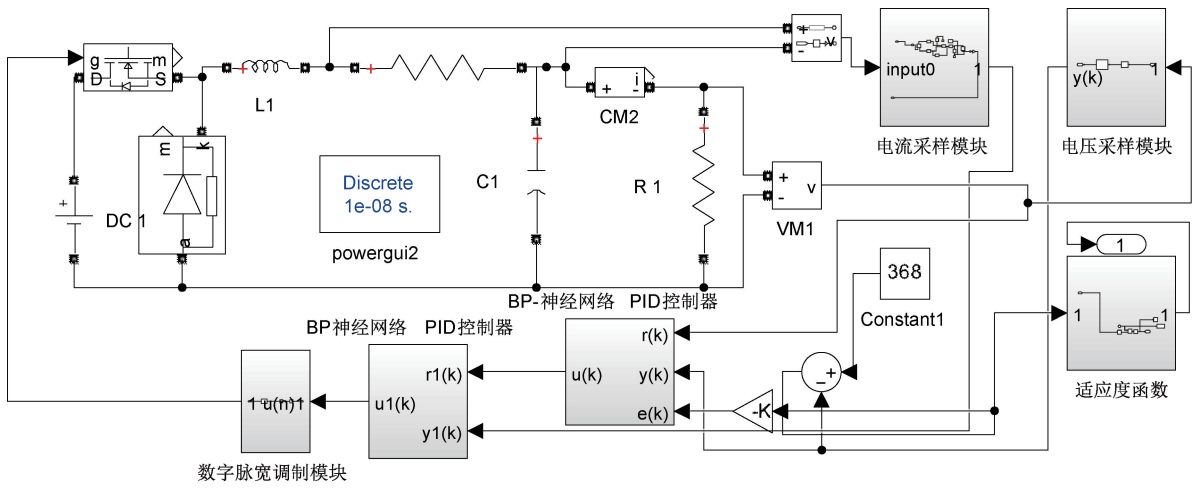 g
m
D
S
+
L1
+
+
-
v
input0
1
电流采样模块
y(k)
1
电压采样模块
+
i
-
CM2
m
k
a
+
DC 1
Discrete
1e-08 s.
powergui2
+
C1
+
R 1
+
-
v
VM1
368
Constant1
1
1
1
适应度函数
BP-神经网络 PID控制器
r(k)
y(k)
e(k)
u(k)
BP神经网络 PID控制器
r1(k)
u1(k)
y1(k)
-K
+
-
1 u(n)1
数字脉宽调制模块